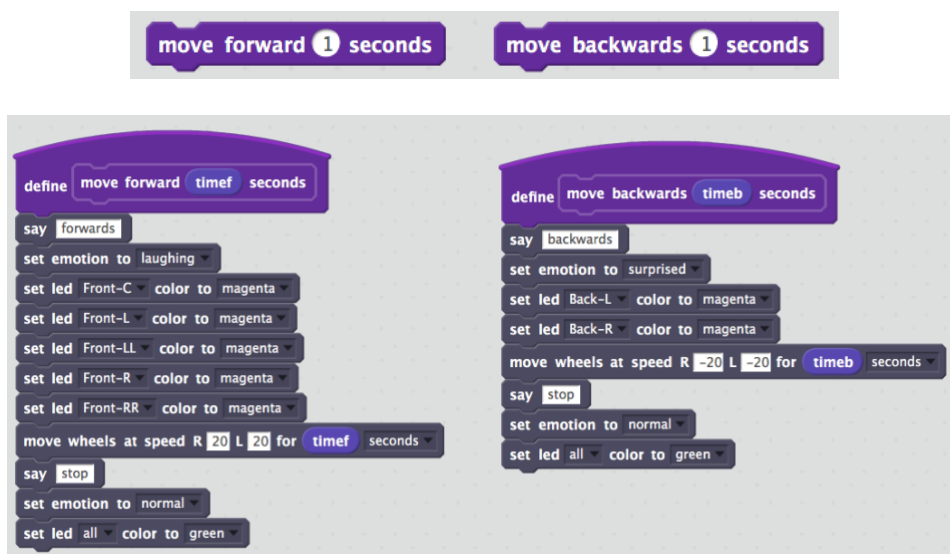 move forward 1 seconds
move backwards 1 seconds
define move forward timef seconds
say forwards
set emotion to laughing
set led Front-C color to magenta
set led Front-L color to magenta
set led Front-LL color to magenta
set led Front-R color to magenta
set led Front-RR color to magenta
move wheels at speed R 20 L 20 for timef seconds
say stop
set emotion to normal
set led all color to green
define move backwards timeb seconds
say backwards
set emotion to surprised
set led Back-L color to magenta
set led Back-R color to magenta
move wheels at speed R -20 L -20 for timeb seconds
say stop
set emotion to normal
set led all color to green